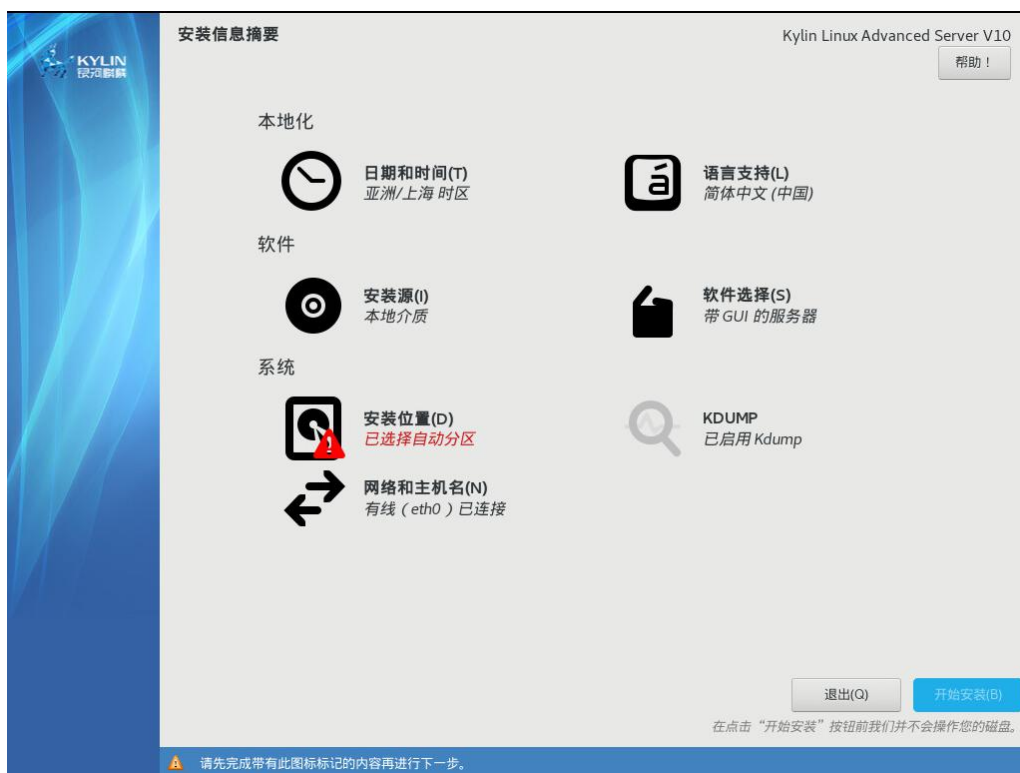 KYLIN
银河麒麟
安装信息摘要
Kylin Linux Advanced Server V10
帮助！
本地化
日期和时间(T)
亚洲/上海 时区
语言支持(L)
简体中文 (中国)
软件
安装源(I)
本地介质
软件选择(S)
带 GUI 的服务器
系统
安装位置(D)
已选择自动分区
KDUMP
已启用 Kdump
网络和主机名(N)
有线（eth0）已连接
退出(Q)
开始安装(B)
在点击“开始安装”按钮前我们并不会操作您的磁盘。
请先完成带有此图标标记的内容再进行下一步。